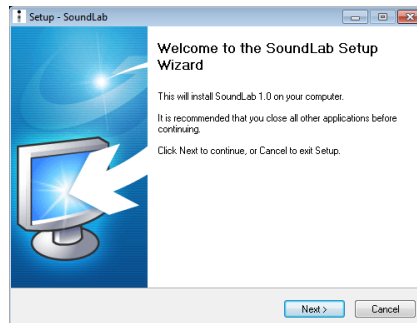 Setup - SoundLab
Welcome to the SoundLab Setup
Wizard
This will install SoundLab 1.0 on your computer.
It is recommended that you close all other applications before
continuing.
Click Next to continue, or Cancel to exit Setup.
Next >
Cancel